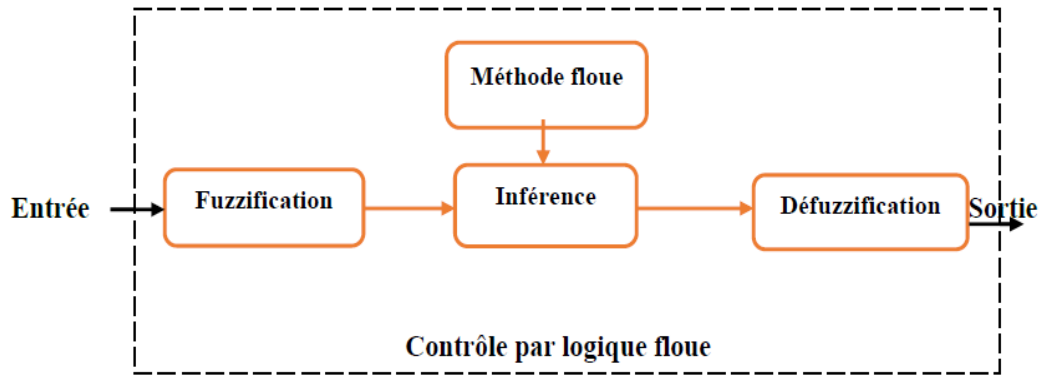 Méthode floue
Entrée
Fuzzification
Inférence
Défuzzification
Sortie
Contrôle par logique floue